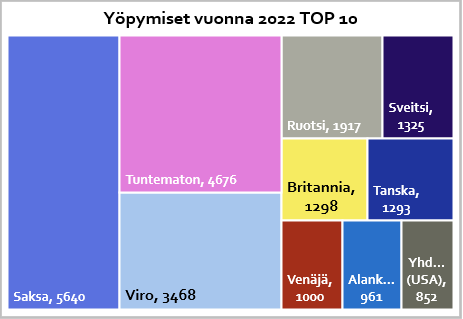 Yöpymiset vuonna 2022 TOP 10
Saksa, 5640
Tuntematon, 4676
Viro, 3468
Ruotsi, 1917
Sveitsi,
1325
Britannia,
1298
Tanska,
1293
Venäjä,
1000
Alank...
961
Yhd...
(USA),
852